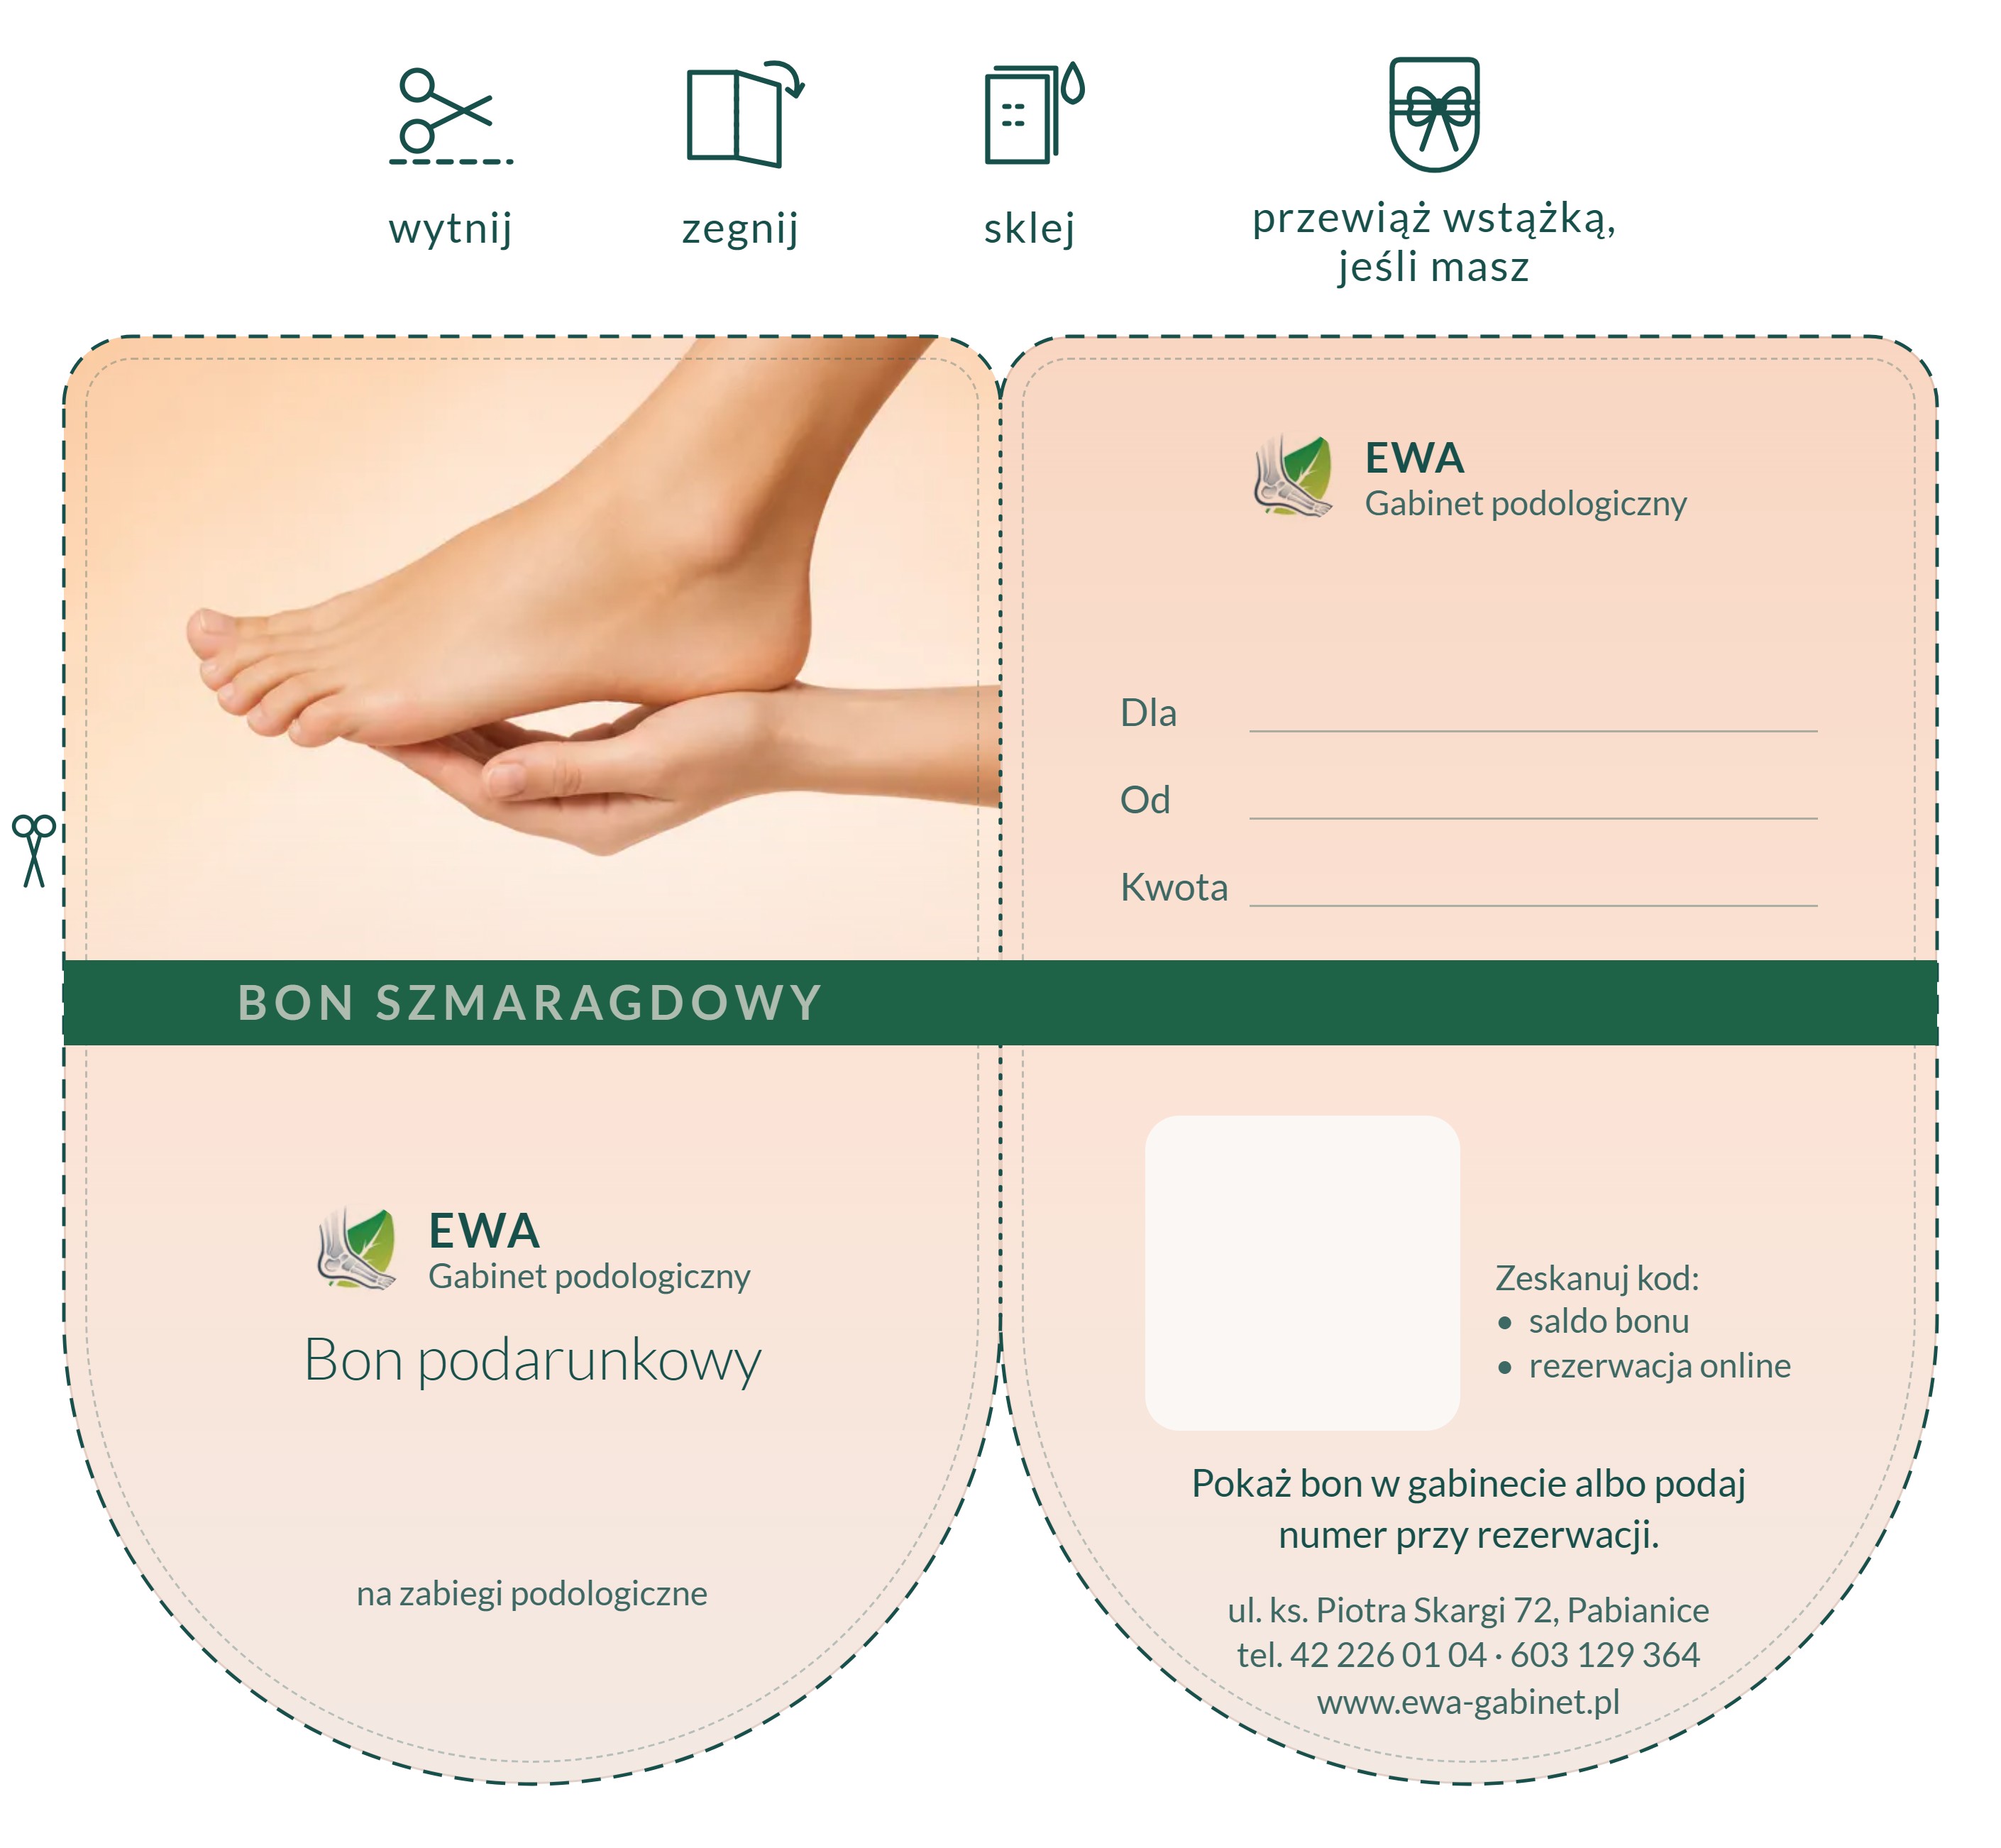 wytnij
zegnij
sklej
przewiąż wstążką,
jeśli masz
BON SZMARAGDOWY
EWA
Gabinet podologiczny
Bon podarunkowy
na zabiegi podologiczne
EWA
Gabinet podologiczny
Dla
Od
Kwota
Zeskanuj kod:
• saldo bonu
• rezerwacja online
Pokaż bon w gabinecie albo podaj
numer przy rezerwacji.
ul. ks. Piotra Skargi 72, Pabianice
tel. 42 226 01 04 · 603 129 364
www.ewa-gabinet.pl